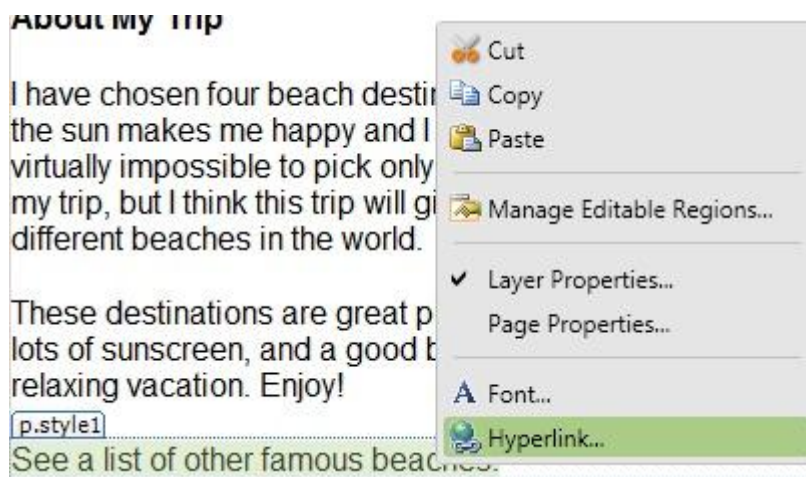 About My Trip
I have chosen four beach
the sun makes me happy and I
virtually impossible to pick only
my trip, but I think this trip will
different beaches in the world.
These destinations are great
lots of sunscreen, and a good
relaxing vacation. Enjoy!
p.style1
See a list of other famous beaches.
Cut
Copy
Paste
Manage Editable Regions...
Layer Properties...
Page Properties...
Font...
Hyperlink...